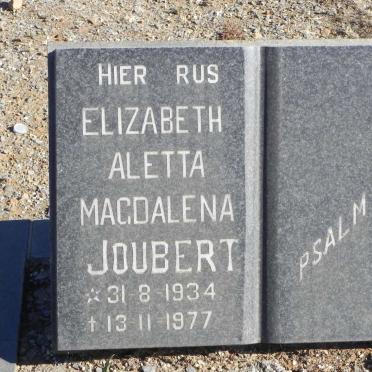 HIER RUS
ELIZABETH
ALETTA
MAGDALENA
JOUBERT
☆ 31-8-1934
† 13-11-1977
PSALM